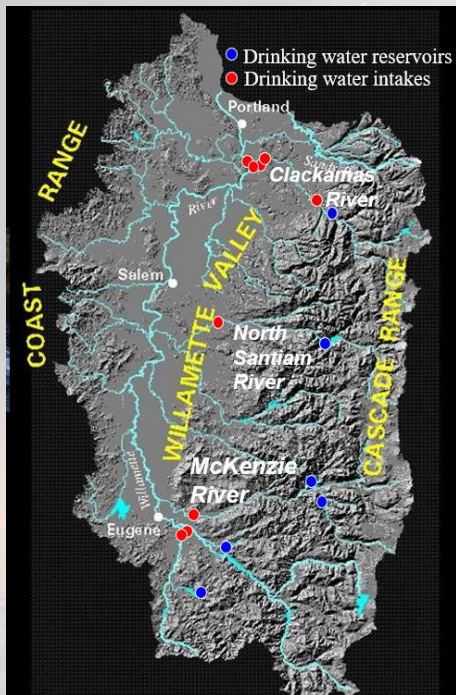 Drinking water reservoirs
Drinking water intakes
Portland
Sandy
Clackamas
River
River
COAST RANGE
WILLAMETTE VALLEY
CASCADE RANGE
Salem
North
Santiam
River
McKenzie
River
Willamette
Eugene